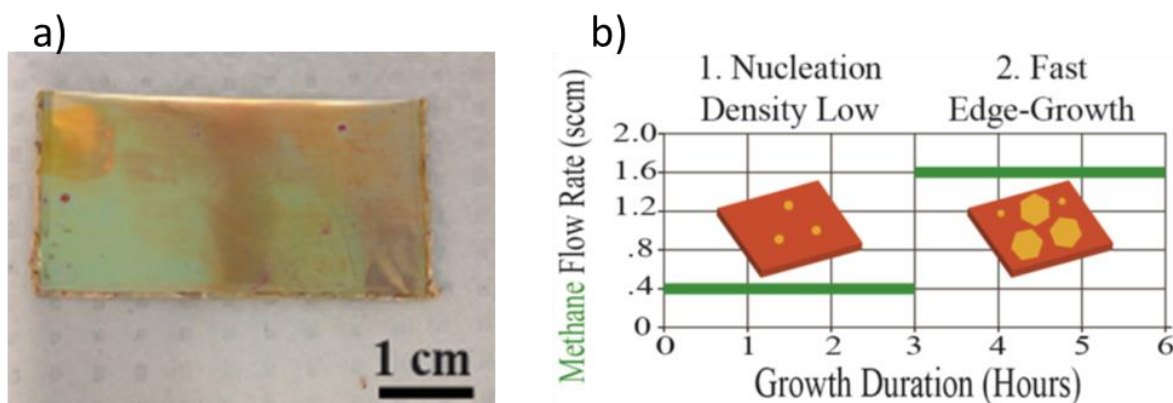 a)
1 cm
b)
1. Nucleation
Density Low
2. Fast
Edge-Growth
Methane Flow Rate (sccm)
2.0
1.6
1.2
.8
.4
0
0 1 2 3 4 5 6
Growth Duration (Hours)